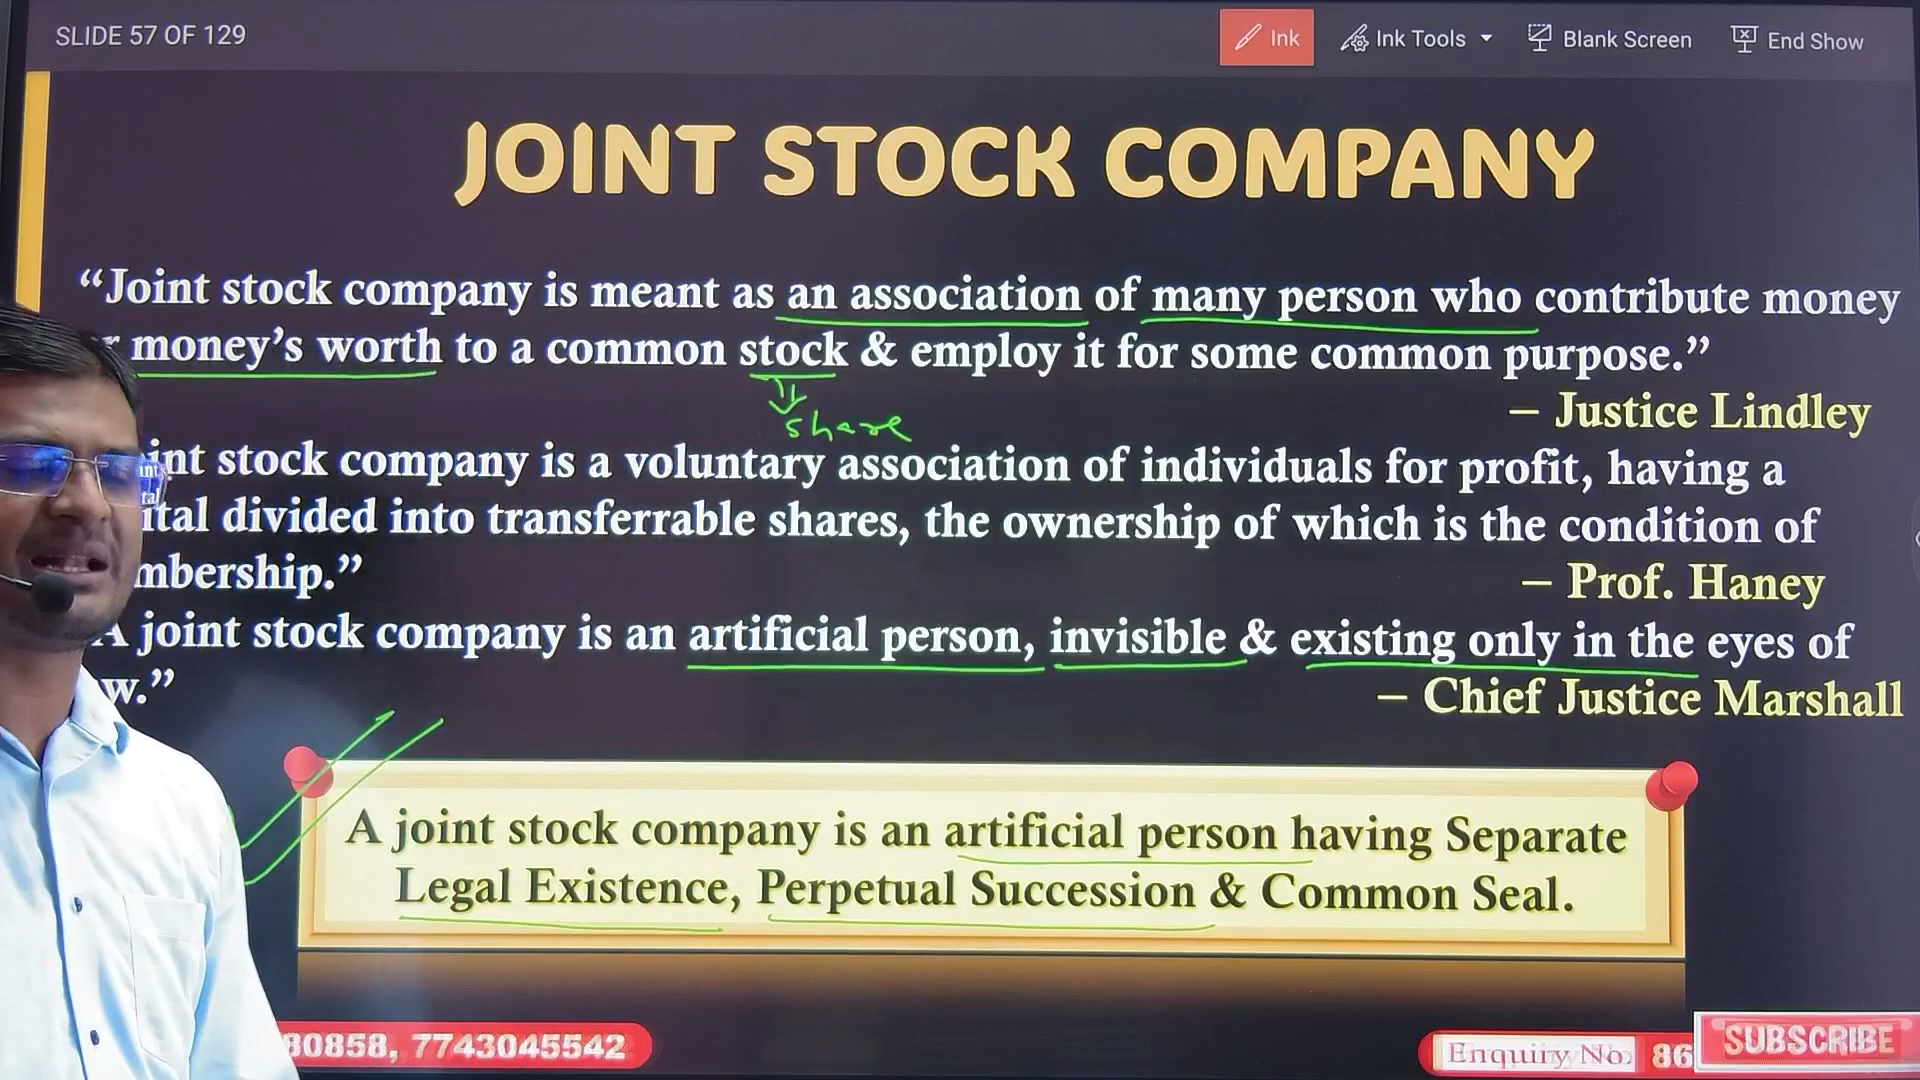 SLIDE 57 OF 129
Ink Ink Tools Blank Screen End Show
JOINT STOCK COMPANY
“Joint stock company is meant as an association of many person who contribute money
money’s worth to a common stock & employ it for some common purpose.”
share
– Justice Lindley
stock company is a voluntary association of individuals for profit, having a
divided into transferrable shares, the ownership of which is the condition of
mbership.”
– Prof. Haney
A joint stock company is an artificial person, invisible & existing only in the eyes of
w.”
– Chief Justice Marshall
A joint stock company is an artificial person having Separate
Legal Existence, Perpetual Succession & Common Seal.
80858, 7743045542
Enquiry No. 86
SUBSCRIBE